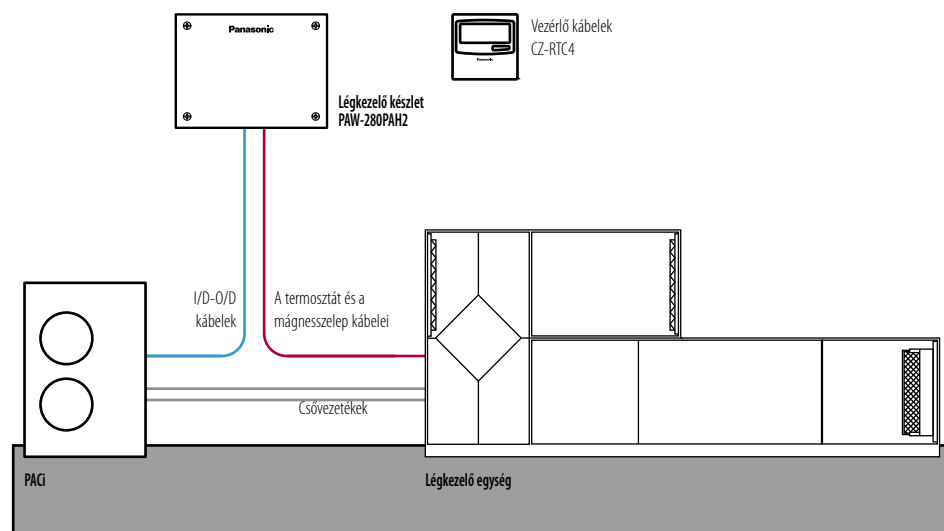 Panasonic
Vezérlő kábelek
CZ-RTC4
Panasonic
Légkezelő készlet
PAW-280PAH2
I/D-O/D
kábelek
A termosztát és a
mágnesszelep kábelei
Csővezetékek
PACi
Légkezelő egység